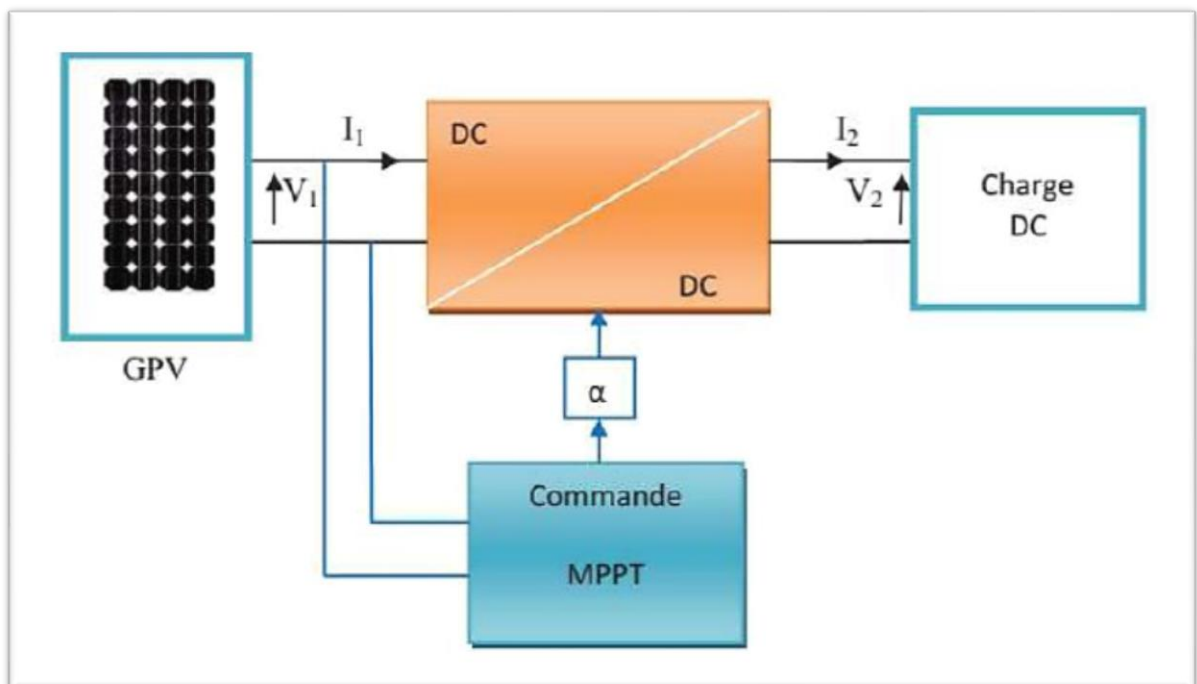 I₁
V₁
GPV
DC
DC
I₂
V₂
Charge
DC
α
Commande
MPPT